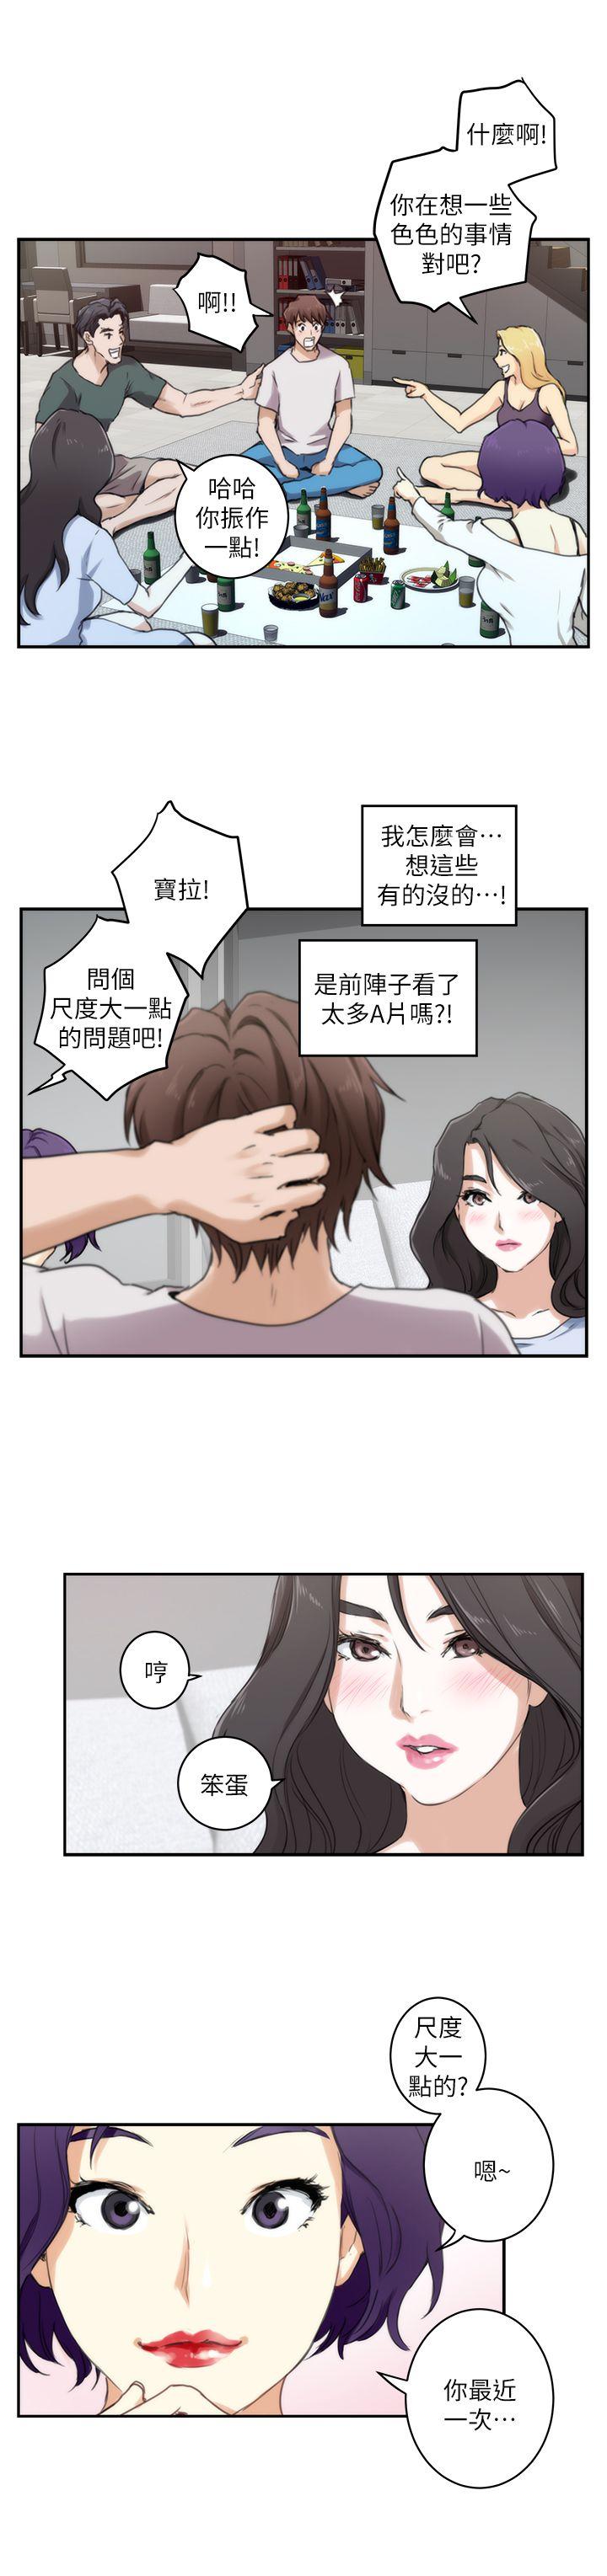 什麼啊!
你在想一些
色色的事情
對吧?
啊!!
哈哈
你振作
一點!
寶拉!
問個
尺度大一點
的問題吧!
我怎麼會…
想這些
有的沒的…!
是前陣子看了
太多A片嗎?!
哼
笨蛋
尺度
大一
點的?
嗯~
你最近
一次…